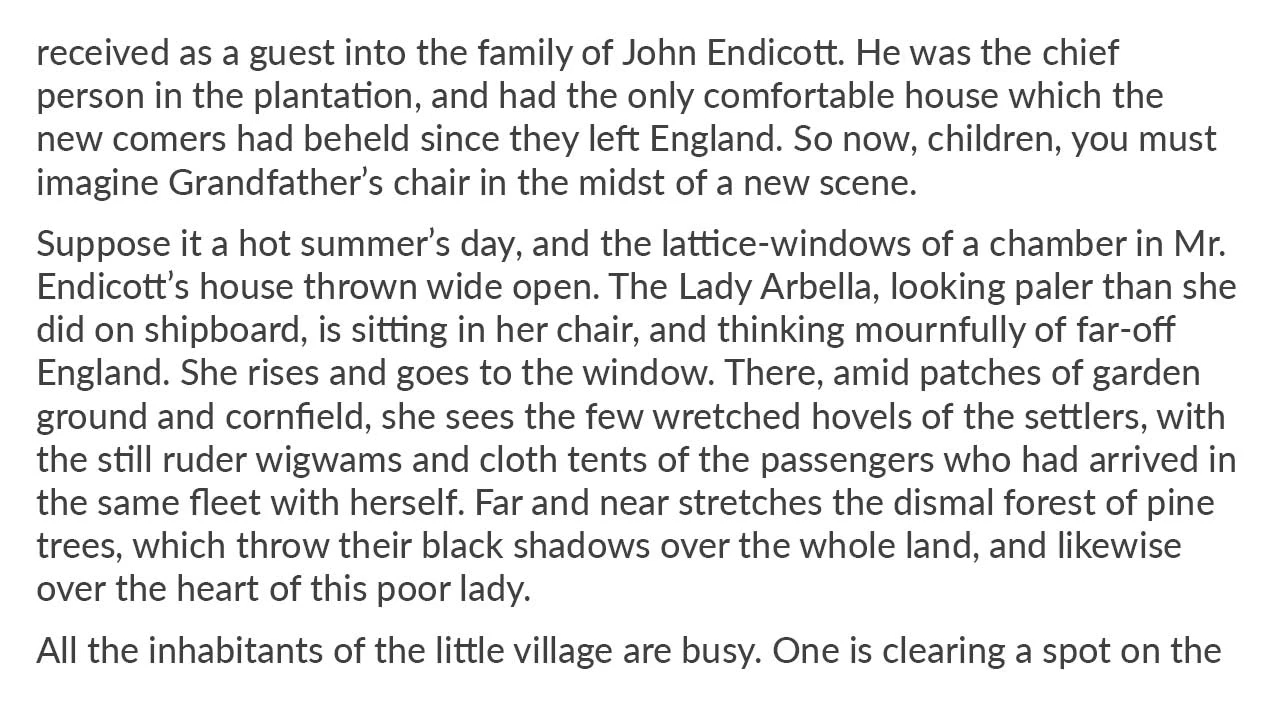 received as a guest into the family of John Endicott. He was the chief
person in the plantation, and had the only comfortable house which the
new comers had beheld since they left England. So now, children, you must
imagine Grandfather’s chair in the midst of a new scene.
Suppose it a hot summer’s day, and the lattice-windows of a chamber in Mr.
Endicott’s house thrown wide open. The Lady Arbella, looking paler than she
did on shipboard, is sitting in her chair, and thinking mournfully of far-off
England. She rises and goes to the window. There, amid patches of garden
ground and cornfield, she sees the few wretched hovels of the settlers, with
the still ruder wigwams and cloth tents of the passengers who had arrived in
the same fleet with herself. Far and near stretches the dismal forest of pine
trees, which throw their black shadows over the whole land, and likewise
over the heart of this poor lady.
All the inhabitants of the little village are busy. One is clearing a spot on the